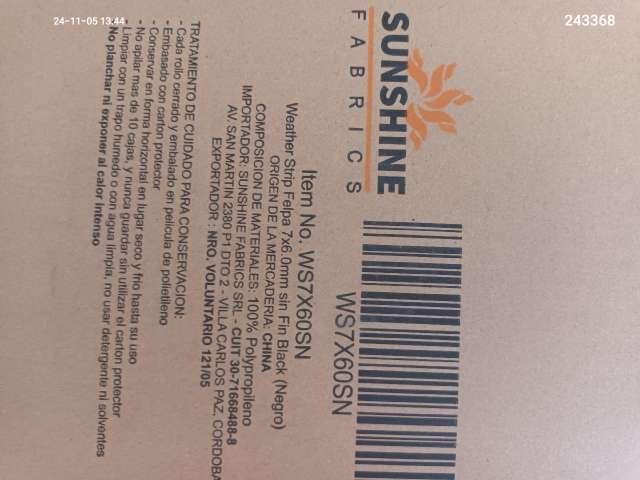 24-11-05 13:44
243368
SUNSHINE
FABRICS
WS7X60SN
Item No. WS7X60SN
Weather Strip Felpa 7x6.0mm sin Fin Black (Negro)
ORIGEN DE LA MERCADERIA: CHINA
COMPOSICION DE MATERIALES: 100% Polypropileno
IMPORTADOR: SUNSHINE FABRICS SRL - CUIT 30-71668488-8
AV. SAN MARTIN 2380 P1 DTO 2 - VILLA CARLOS PAZ, CORDOBA
EXPORTADOR : NRO. VOLUNTARIO 121/05
TRATAMIENTO DE CUIDADO PARA CONSERVACION:
- Cada rollo cerrado y embalado en pelicula de polietileno
- Embasado con carton protector
- Conservar en forma horizontal en lugar seco y frio hasta su uso
- No apilar mas de 10 cajas, y nunca guardar sin utilizar el carton protector
- Limpiar con un trapo humedo o con agua limpia, no usar detergente ni solventes
- No planchar ni exponer al calor intenso